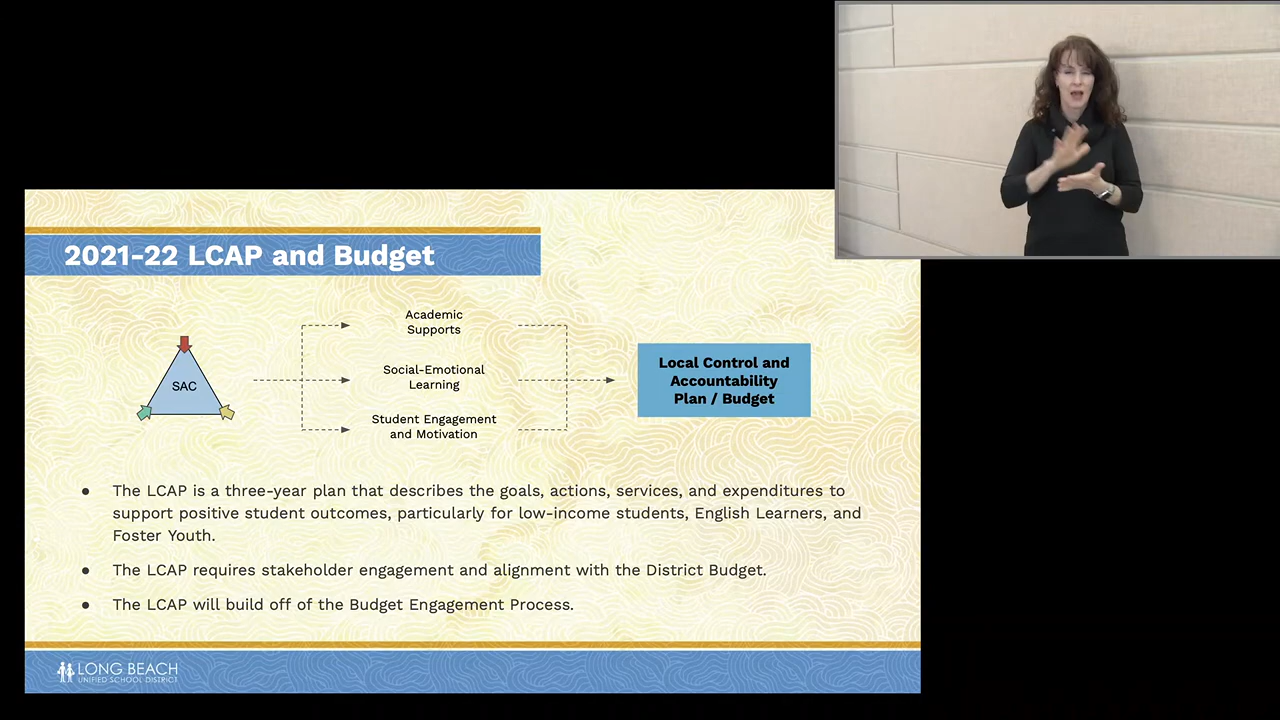 2021-22 LCAP and Budget
SAC
Academic
Supports
Social-Emotional
Learning
Student Engagement
and Motivation
Local Control and
Accountability
Plan / Budget
● The LCAP is a three-year plan that describes the goals, actions, services, and expenditures to
support positive student outcomes, particularly for low-income students, English Learners, and
Foster Youth.
● The LCAP requires stakeholder engagement and alignment with the District Budget.
● The LCAP will build off of the Budget Engagement Process.
LONG BEACH
UNIFIED SCHOOL DISTRICT